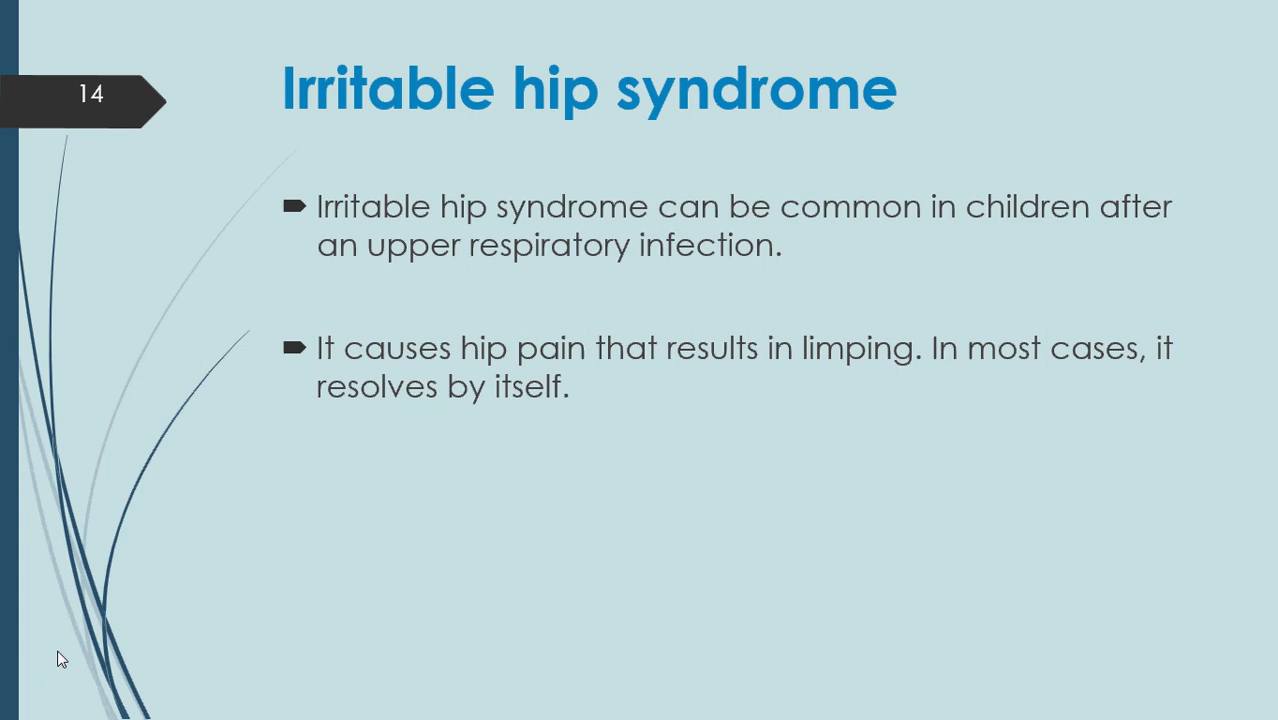 14
Irritable hip syndrome
Irritable hip syndrome can be common in children after
an upper respiratory infection.
It causes hip pain that results in limping. In most cases, it
resolves by itself.